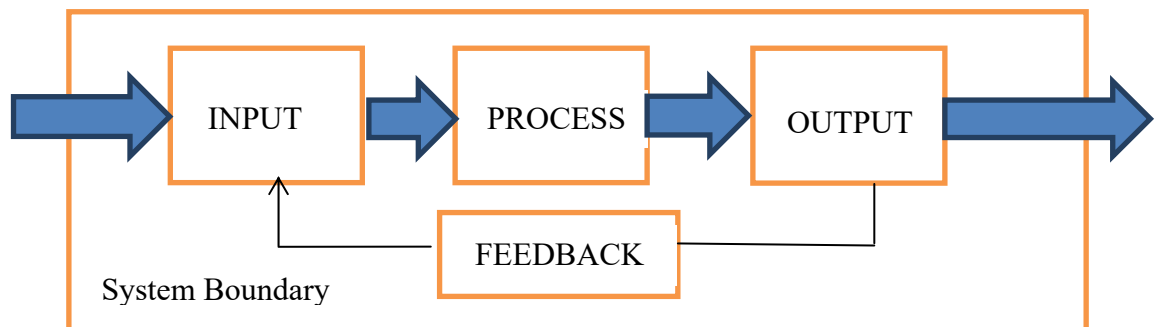 INPUT
PROCESS
OUTPUT
FEEDBACK
System Boundary